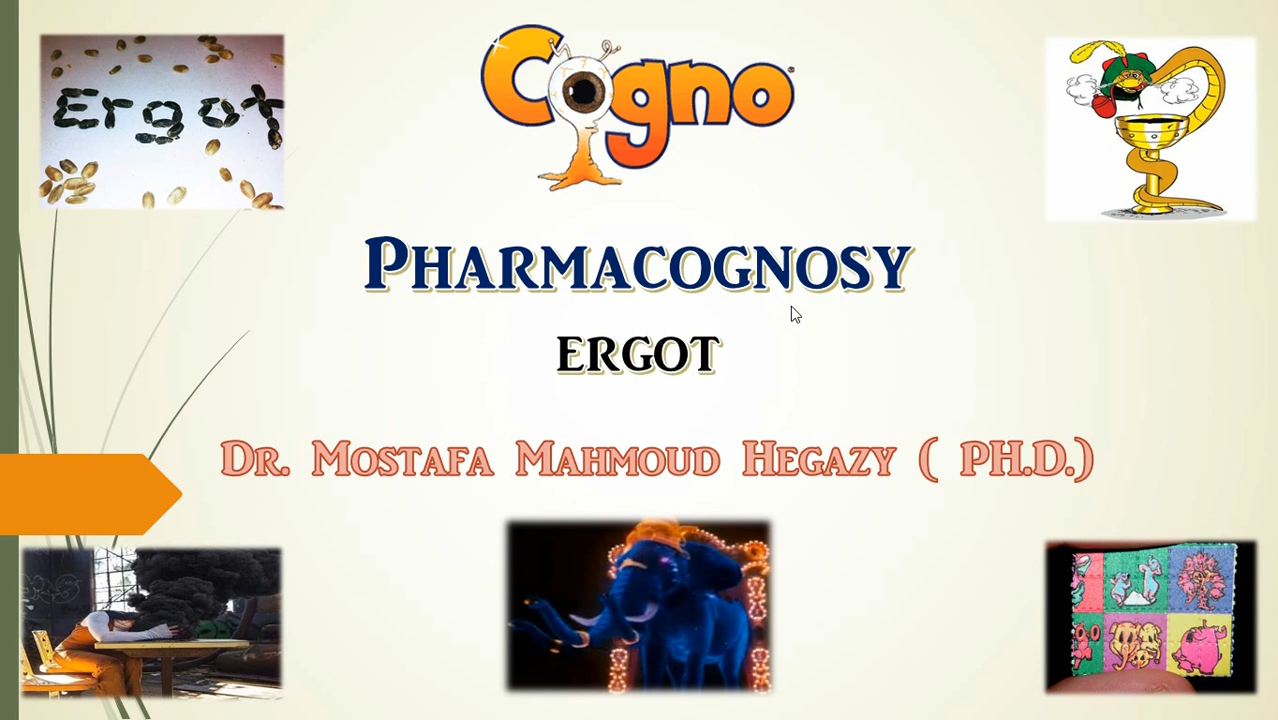 Ergot
Cogno
PHARMACOGNOSY
ERGOT
DR. MOSTAFA MAHMOUD HEGAZY ( PH.D.)